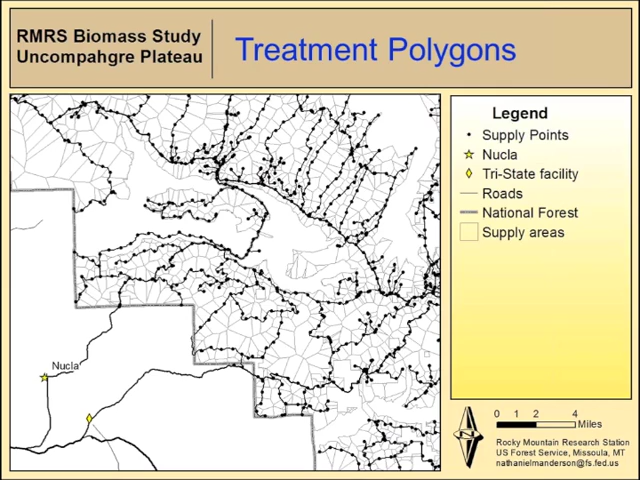 RMRS Biomass Study
Uncompahgre Plateau
Treatment Polygons
Nucla
Legend
Supply Points
Nucla
Tri-State facility
Roads
National Forest
Supply areas
0 1 2 4
Miles
Rocky Mountain Research Station
US Forest Service, Missoula, MT
nathanielmanderson@fs.fed.us